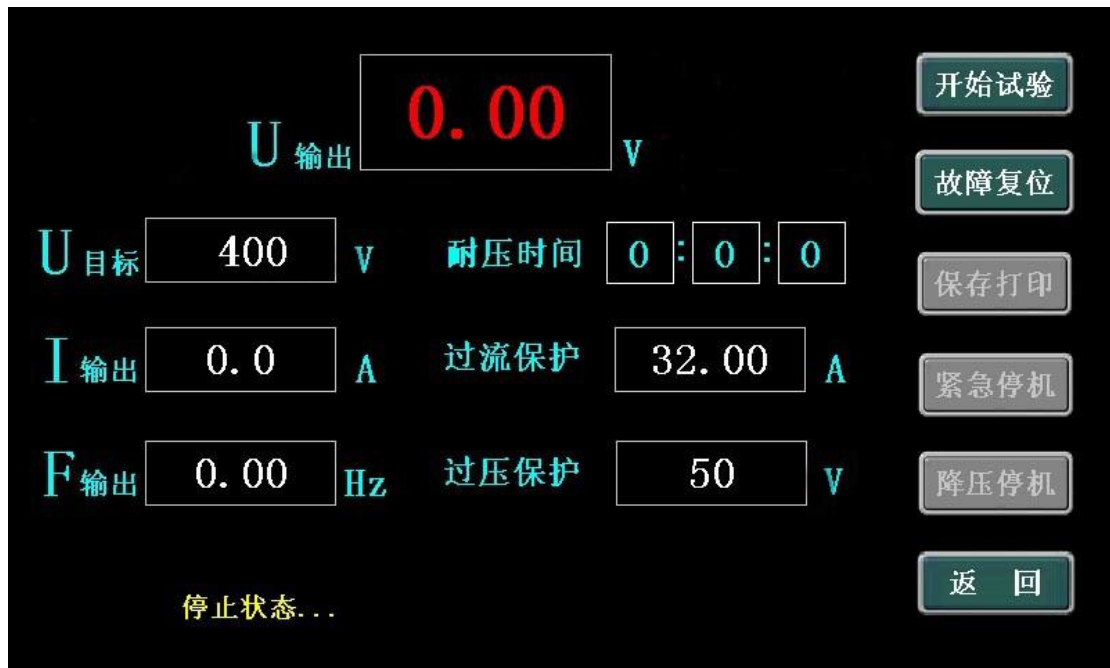 U输出 0.00 V
开始试验
故障复位
U目标 400 V 耐压时间 0:0:0
保存打印
I输出 0.0 A 过流保护 32.00 A
紧急停机
F输出 0.00 Hz 过压保护 50 V
降压停机
返 回
停止状态...